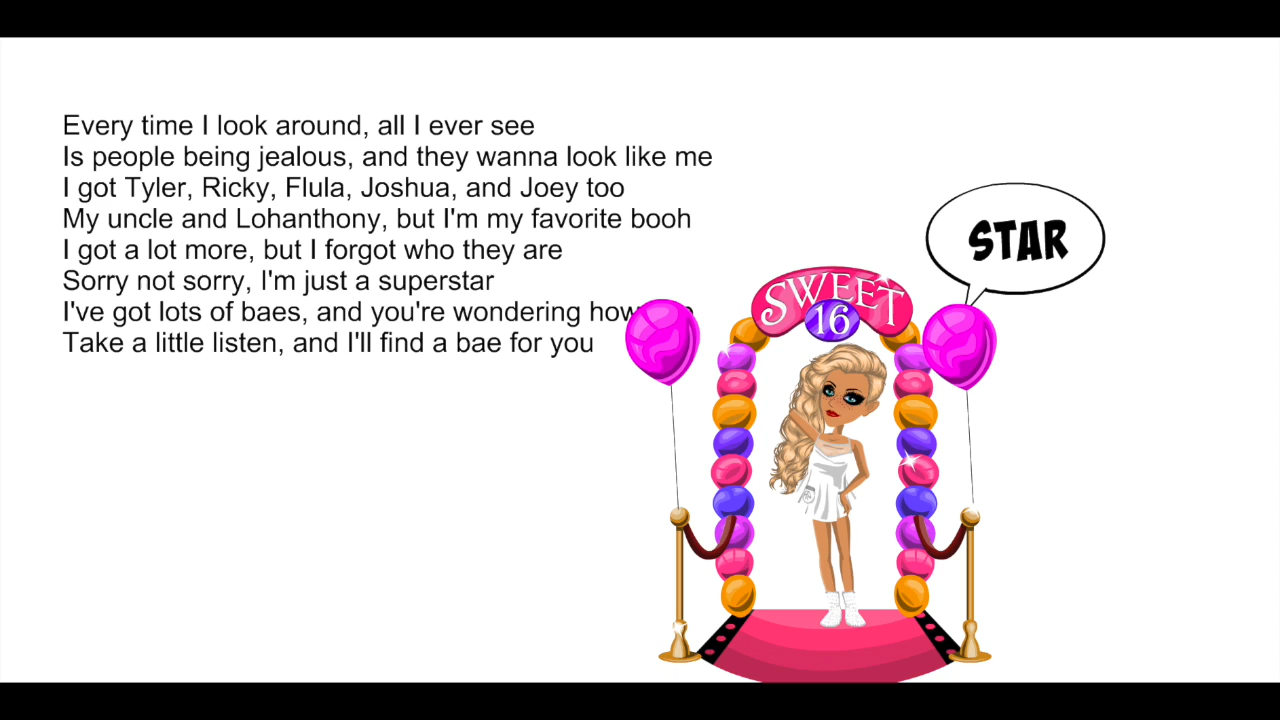 Every time I look around, all I ever see
Is people being jealous, and they wanna look like me
I got Tyler, Ricky, Flula, Joshua, and Joey too
My uncle and Lohanthony, but I'm my favorite booh
I got a lot more, but I forgot who they are
Sorry not sorry, I'm just a superstar
I've got lots of baes, and you're wondering how
Take a little listen, and I'll find a bae for you
STAR
SWEET
16